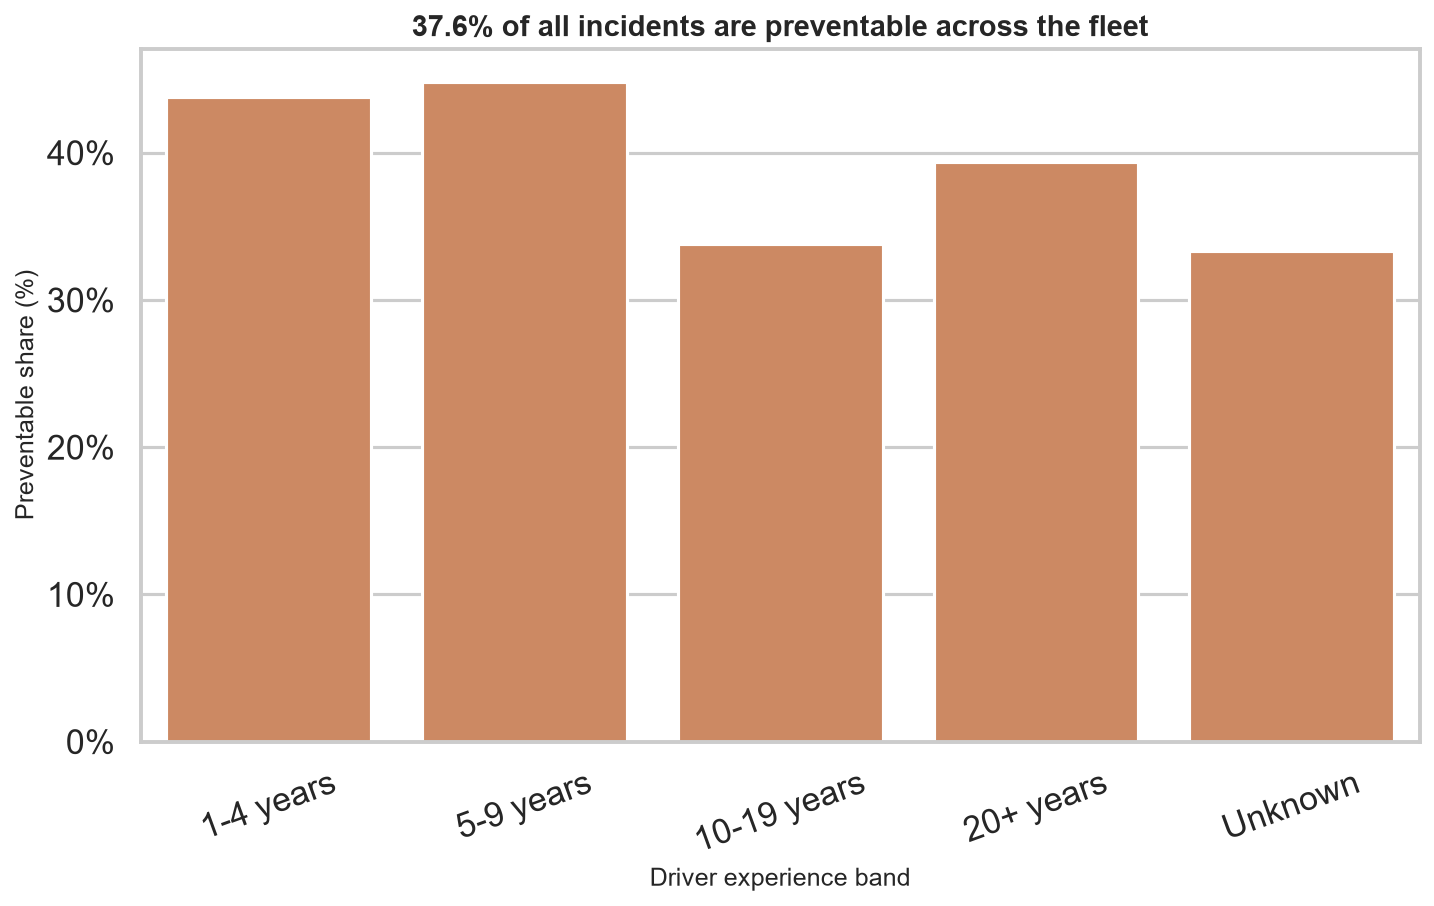 37.6% of all incidents are preventable across the fleet
Preventable share (%)
40%
30%
20%
10%
0%
1-4 years
5-9 years
10-19 years
20+ years
Unknown
Driver experience band